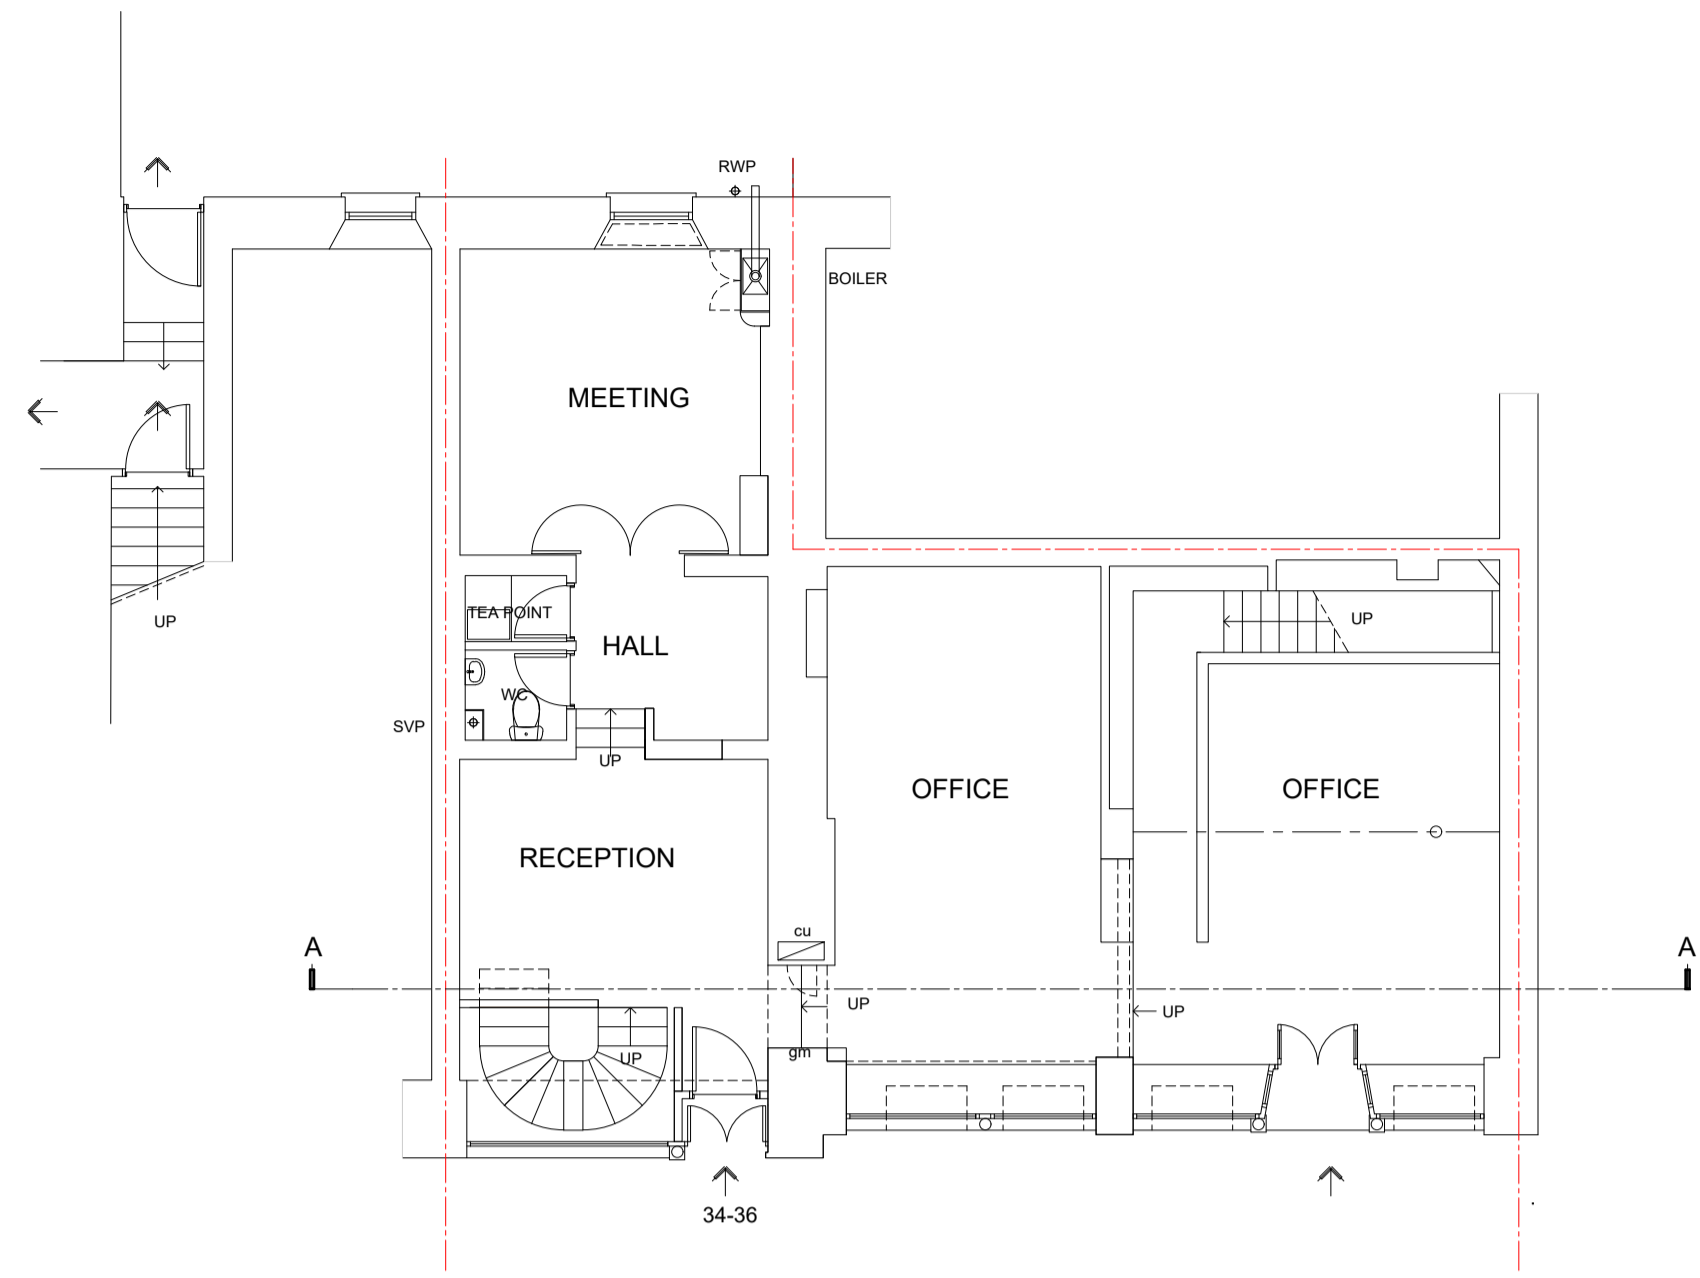 RWP
BOILER
MEETING
TEA POINT
HALL
UP
UP
WC
SVP
UP
OFFICE
OFFICE
RECEPTION
cu
A
A
UP
UP
gm
UP
34-36